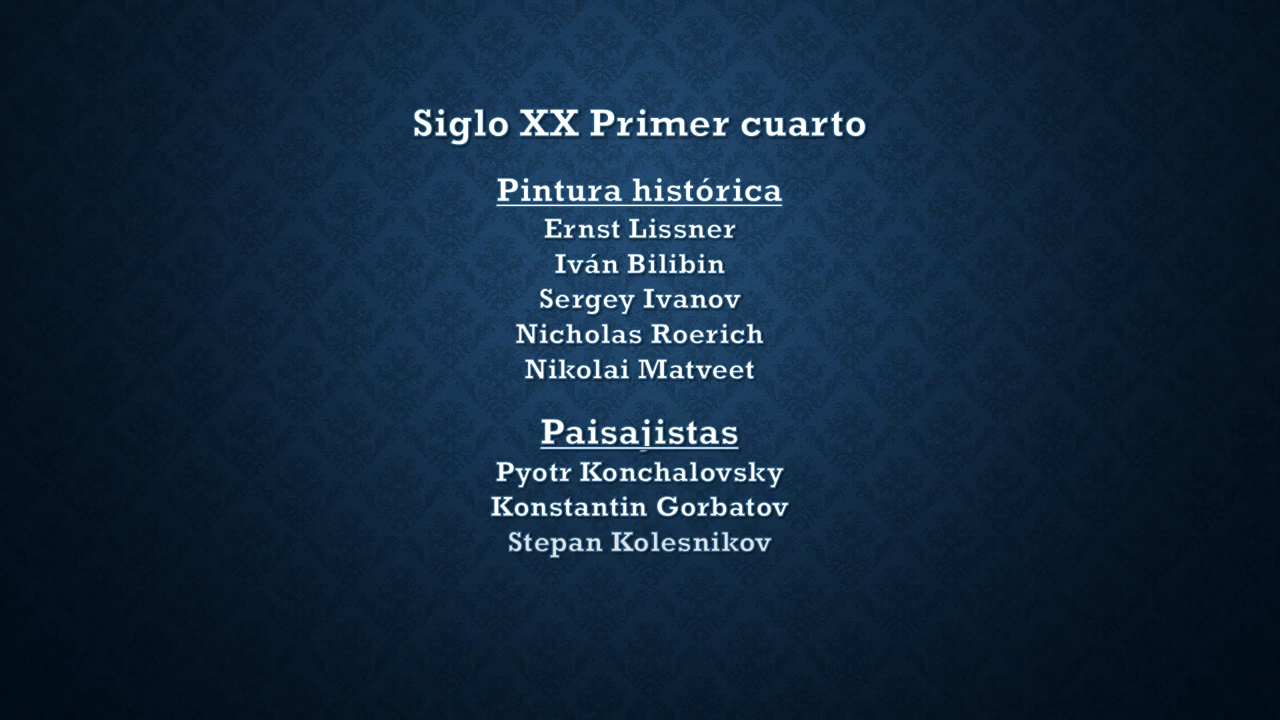 Siglo XX Primer cuarto
Pintura histórica
Ernst Lissner
Iván Bilibin
Sergey Ivanov
Nicholas Roerich
Nikolai Matveet
Paisajistas
Pyotr Konchalovsky
Konstantin Gorbatov
Stepan Kolesnikov